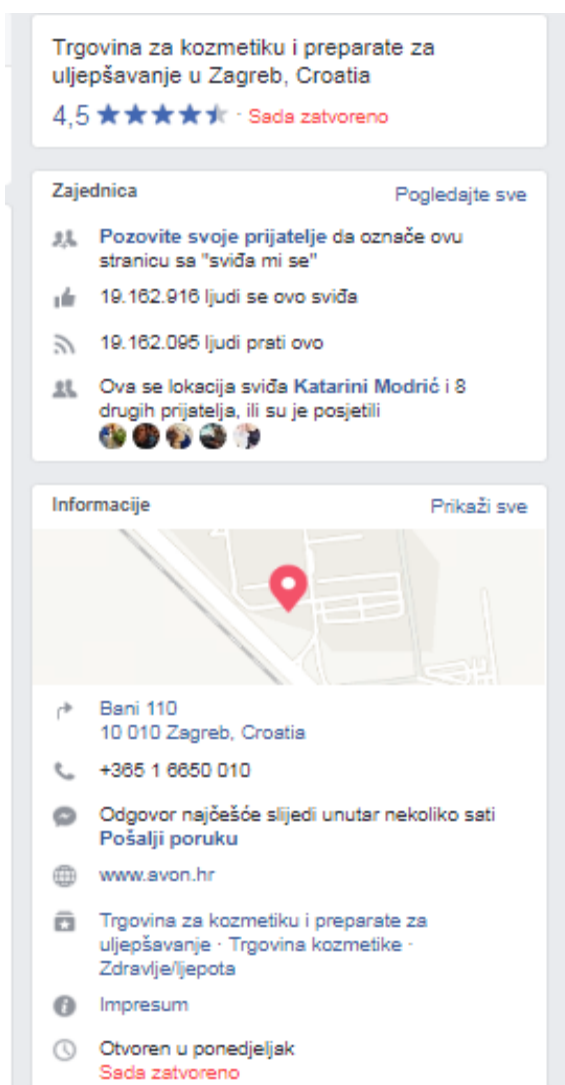 Trgovina za kozmetiku i preparate za
uljepšavanje u Zagreb, Croatia
4,5 ★★★★★ · Sada zatvoreno
Zajednica Pogledajte sve
Pozovite svoje prijatelje da označe ovu
stranicu sa "sviđa mi se"
19.162.916 ljudi se ovo sviđa
19.162.095 ljudi prati ovo
Ova se lokacija sviđa Katarini Modrić i 8
drugih prijatelja, ili su je posjetili
Informacije Prikaži sve
Bani 110
10 010 Zagreb, Croatia
+365 1 6650 010
Odgovor najčešće slijedi unutar nekoliko sati
Pošalji poruku
www.avon.hr
Trgovina za kozmetiku i preparate za
uljepšavanje · Trgovina kozmetike ·
Zdravlje/ljepota
Impresum
Otvoren u ponedjeljak
Sada zatvoreno